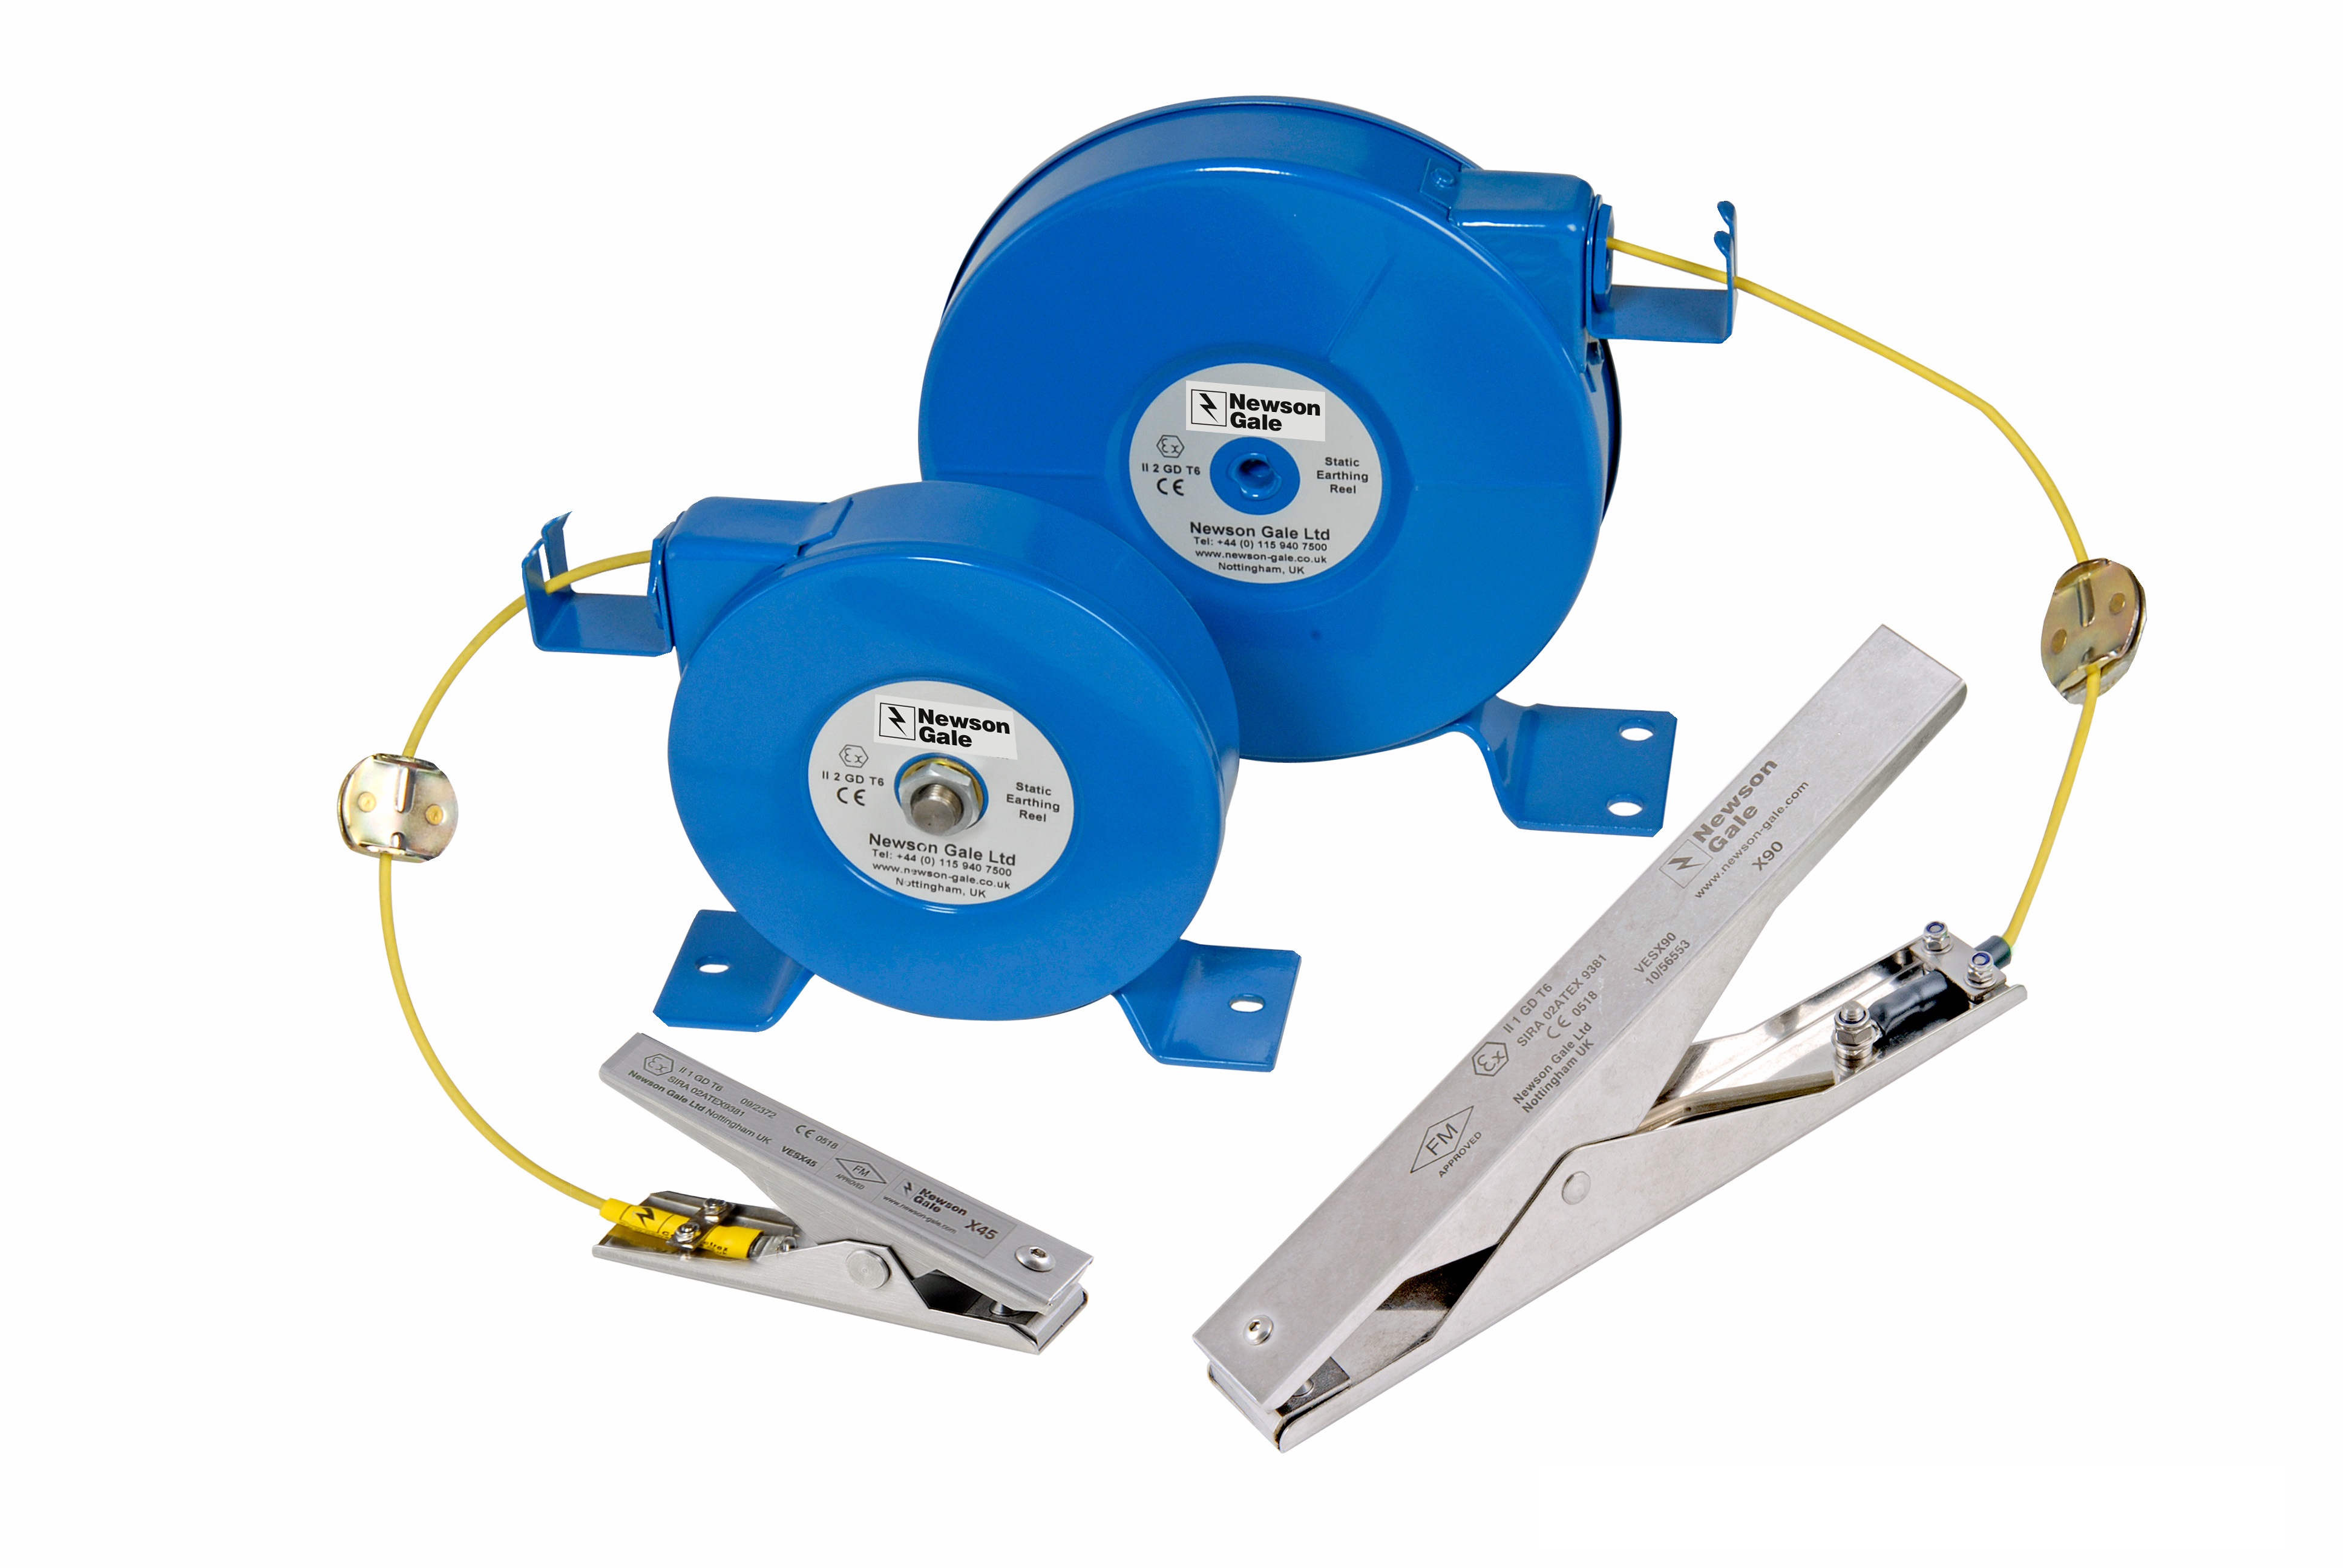 Newson
Gale
II 2 GD T6
CE
Static
Earthing
Reel
Newson Gale Ltd
Tel: +44 (0) 115 940 7500
www.newson-gale.co.uk
Nottingham, UK
Newson
Gale
II 2 GD T6
CE
Static
Earthing
Reel
Newson Gale Ltd
Tel: +44 (0) 115 940 7500
www.newson-gale.co.uk
Nottingham, UK
Ex
II 1 GD T6
SIRA 02ATEX9381
Newson Gale Ltd Nottingham UK
09/2372
CE 0518
VESX45
FM
APPROVED
Newson
Gale
www.newson-gale.com
X45
Newson
Gale
www.newson-gale.com
X90
VESX90
10/56553
Ex
II 1 GD T6
SIRA 02ATEX 9381
CE 0518
Newson Gale Ltd
Nottingham UK
FM
APPROVED